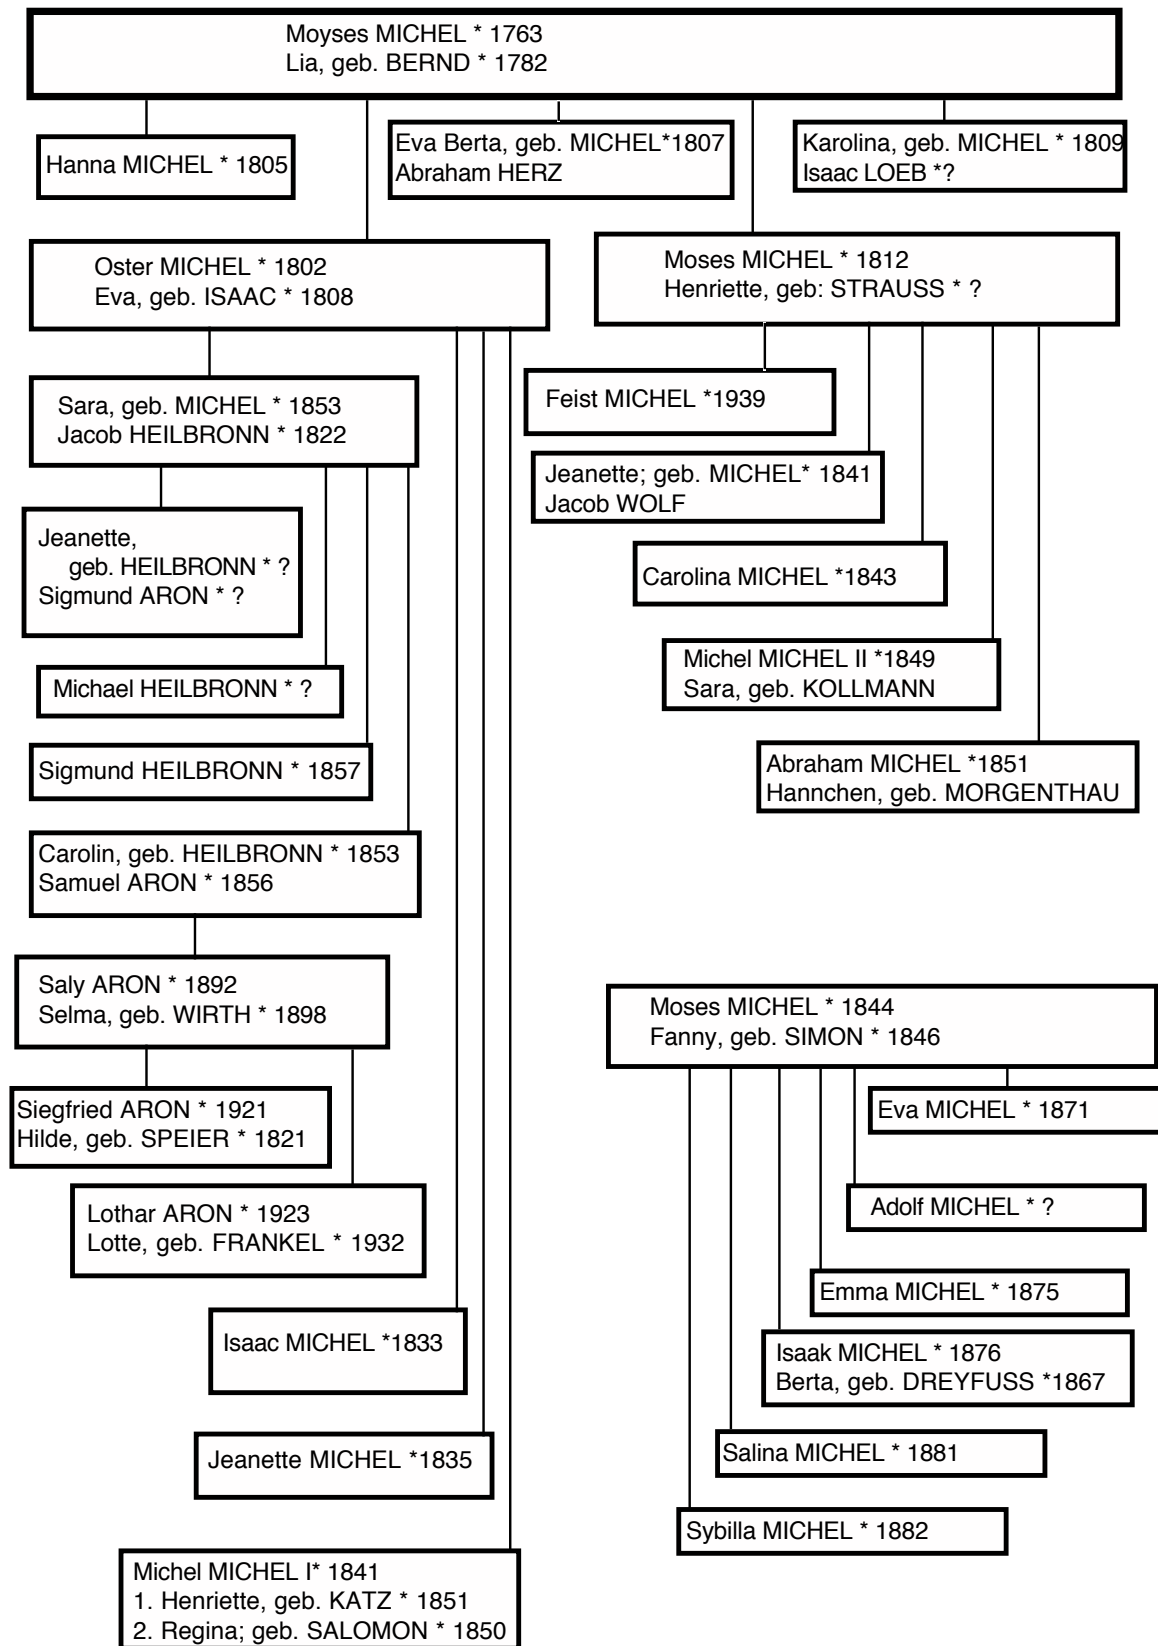 Moyses MICHEL * 1763
Lia, geb. BERND * 1782
Hanna MICHEL * 1805
Eva Berta, geb. MICHEL*1807
Abraham HERZ
Karolina, geb. MICHEL * 1809
Isaac LOEB *?
Oster MICHEL * 1802
Eva, geb. ISAAC * 1808
Moses MICHEL * 1812
Henriette, geb: STRAUSS * ?
Sara, geb. MICHEL * 1853
Jacob HEILBRONN * 1822
Feist MICHEL *1939
Jeanette; geb. MICHEL* 1841
Jacob WOLF
Jeanette,
geb. HEILBRONN * ?
Sigmund ARON * ?
Carolina MICHEL *1843
Michael HEILBRONN * ?
Michel MICHEL II *1849
Sara, geb. KOLLMANN
Sigmund HEILBRONN * 1857
Abraham MICHEL *1851
Hannchen, geb. MORGENTHAU
Carolin, geb. HEILBRONN * 1853
Samuel ARON * 1856
Saly ARON * 1892
Selma, geb. WIRTH * 1898
Moses MICHEL * 1844
Fanny, geb. SIMON * 1846
Siegfried ARON * 1921
Hilde, geb. SPEIER * 1821
Eva MICHEL * 1871
Lothar ARON * 1923
Lotte, geb. FRANKEL * 1932
Adolf MICHEL * ?
Emma MICHEL * 1875
Isaac MICHEL *1833
Isaak MICHEL * 1876
Berta, geb. DREYFUSS *1867
Jeanette MICHEL *1835
Salina MICHEL * 1881
Sybilla MICHEL * 1882
Michel MICHEL I* 1841
1. Henriette, geb. KATZ * 1851
2. Regina; geb. SALOMON * 1850